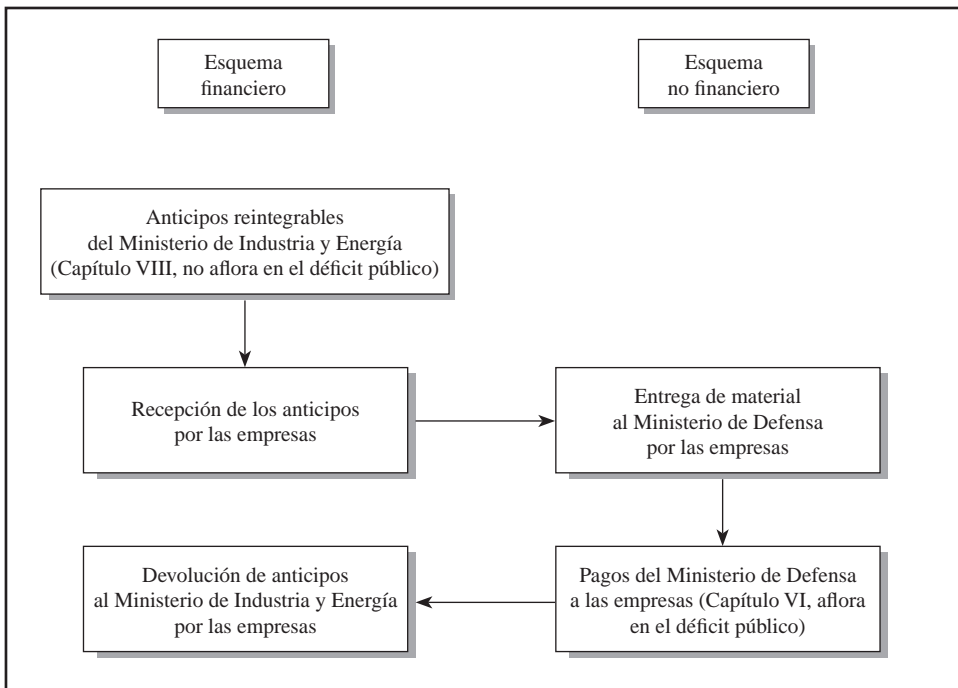 Esquema
financiero
Esquema
no financiero
Anticipos reintegrables
del Ministerio de Industria y Energía
(Capítulo VIII, no aflora en el déficit público)
Recepción de los anticipos
por las empresas
Entrega de material
al Ministerio de Defensa
por las empresas
Devolución de anticipos
al Ministerio de Industria y Energía
por las empresas
Pagos del Ministerio de Defensa
a las empresas (Capítulo VI, aflora
en el déficit público)